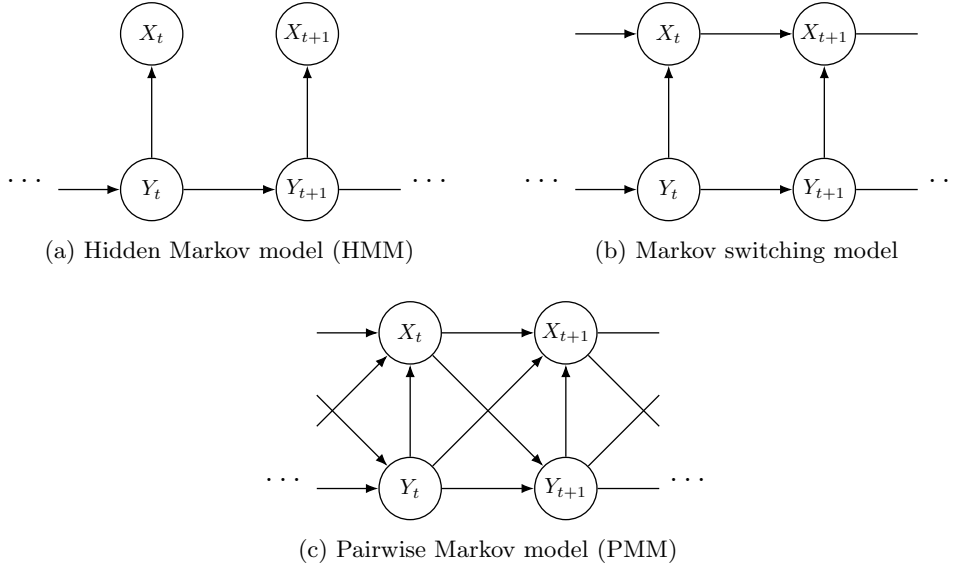 X_t X_{t+1}
· · · Y_t Y_{t+1} · · ·
(a) Hidden Markov model (HMM)
X_t X_{t+1}
· · · Y_t Y_{t+1} · ·
(b) Markov switching model
X_t X_{t+1}
· · · Y_t Y_{t+1} · · ·
(c) Pairwise Markov model (PMM)